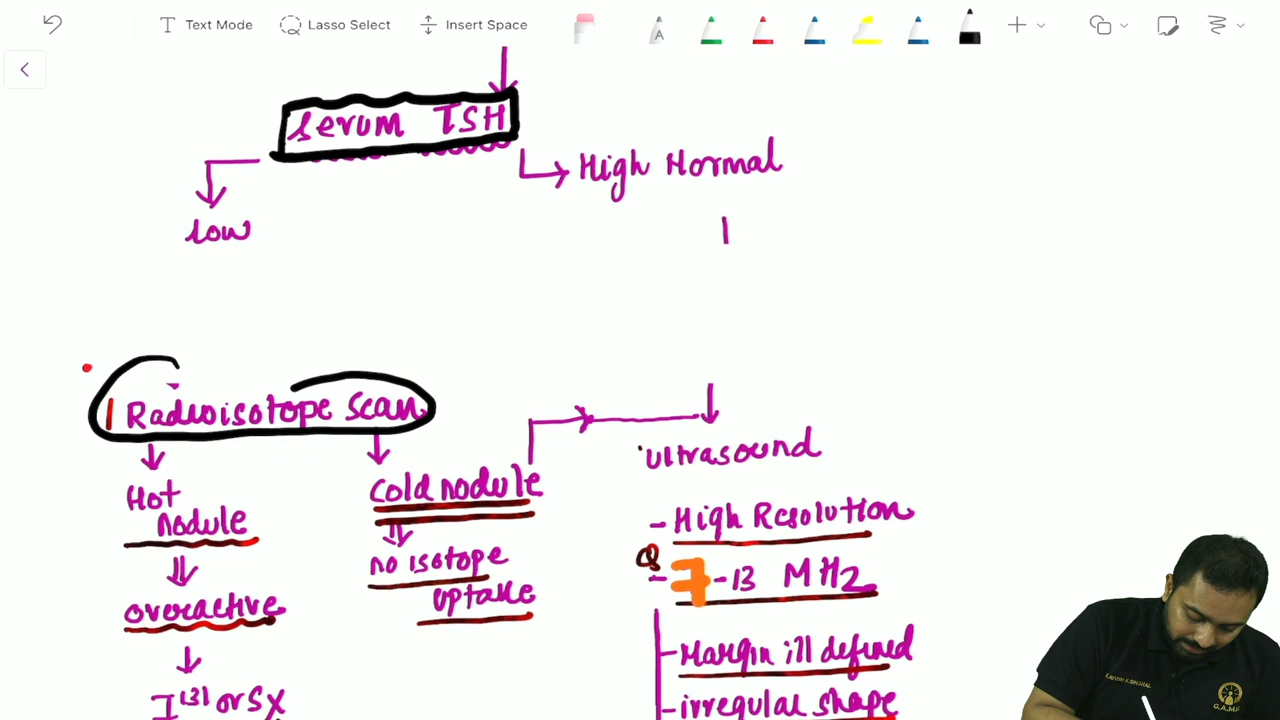 Text Mode
Lasso Select
Insert Space
A
Serum TSH
High Normal
low
Radioisotope scan
Hot
nodule
overactive
I131 or Sx
cold nodule
no isotope
uptake
ultrasound
- High Resolution
Q
- 7-13 MHz
- Margin ill defined
- irregular shape
G.A.M.S